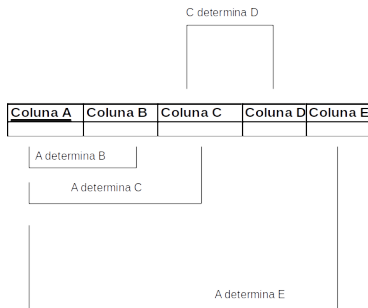 C determina D
Coluna A Coluna B Coluna C Coluna D Coluna E
A determina B
A determina C
A determina E